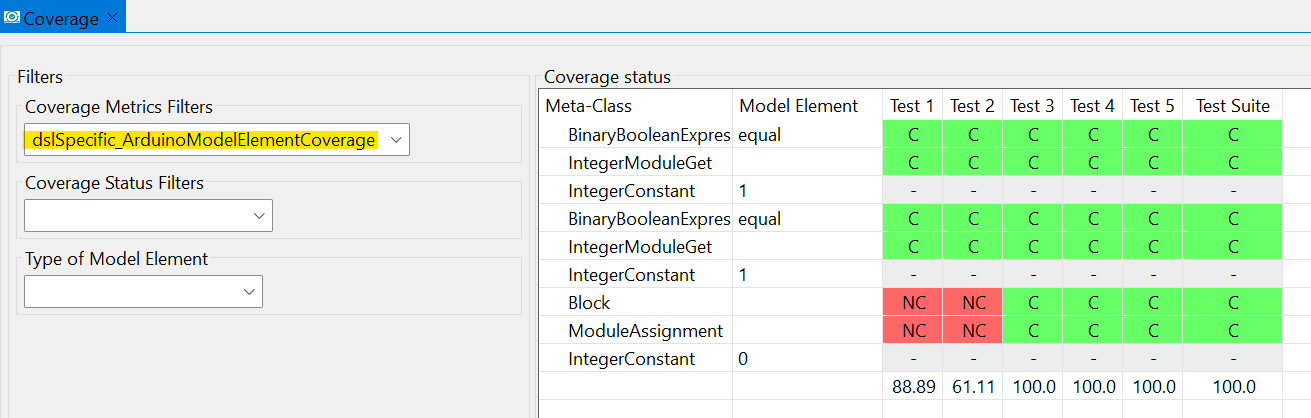 Coverage
Filters
Coverage Metrics Filters
dslSpecific_ArduinoModelElementCoverage
Coverage Status Filters
Type of Model Element
Coverage status
Meta-Class Model Element Test 1 Test 2 Test 3 Test 4 Test 5 Test Suite
BinaryBooleanExpres equal C C C C C C
IntegerModuleGet C C C C C C
IntegerConstant 1 - - - - - -
BinaryBooleanExpres equal C C C C C C
IntegerModuleGet C C C C C C
IntegerConstant 1 - - - - - -
Block NC NC C C C C
ModuleAssignment NC NC C C C C
IntegerConstant 0 - - - - - -
88.89 61.11 100.0 100.0 100.0 100.0